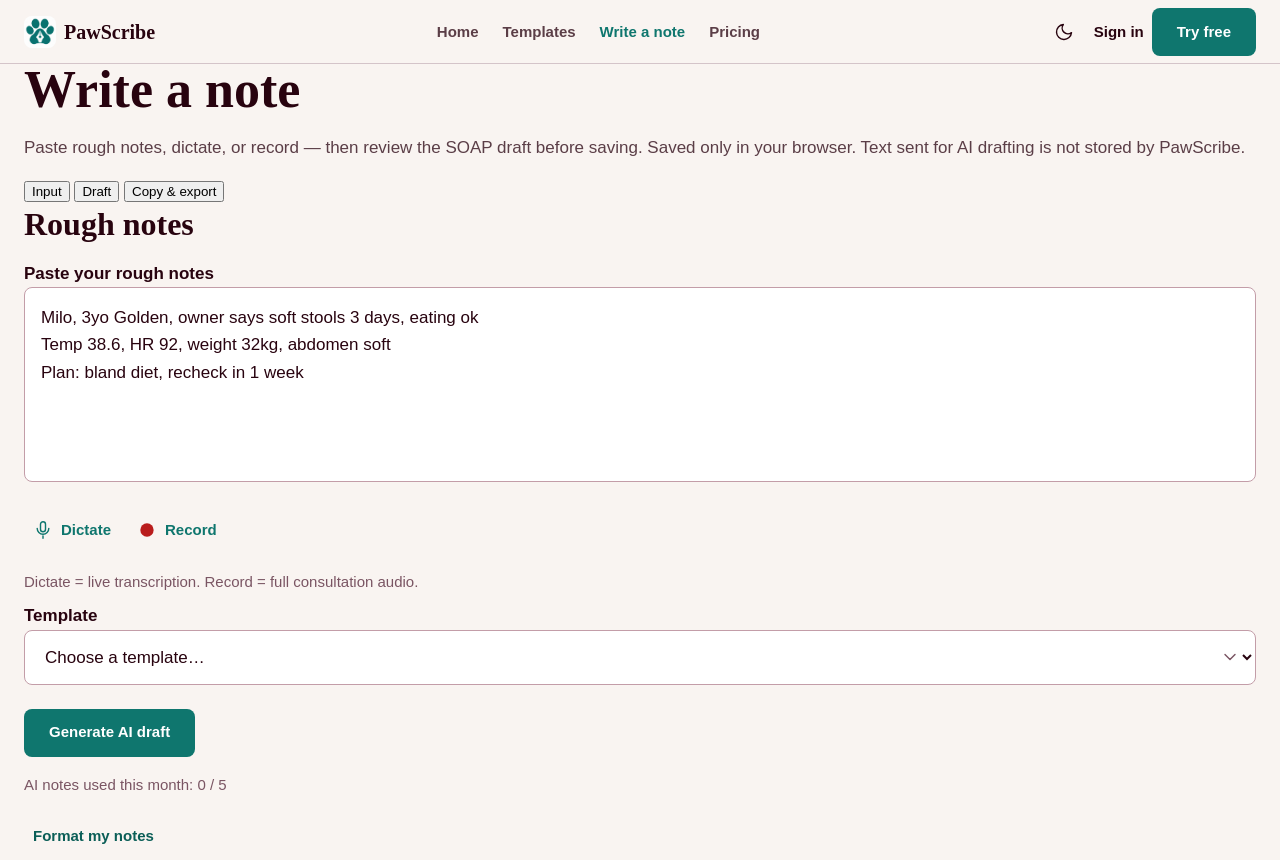 PawScribe
Home
Templates
Write a note
Pricing
Sign in
Try free
Write a note
Paste rough notes, dictate, or record — then review the SOAP draft before saving. Saved only in your browser. Text sent for AI drafting is not stored by PawScribe.
Input
Draft
Copy & export
Rough notes
Paste your rough notes
Milo, 3yo Golden, owner says soft stools 3 days, eating ok
Temp 38.6, HR 92, weight 32kg, abdomen soft
Plan: bland diet, recheck in 1 week
Dictate
Record
Dictate = live transcription. Record = full consultation audio.
Template
Choose a template…
Generate AI draft
AI notes used this month: 0 / 5
Format my notes